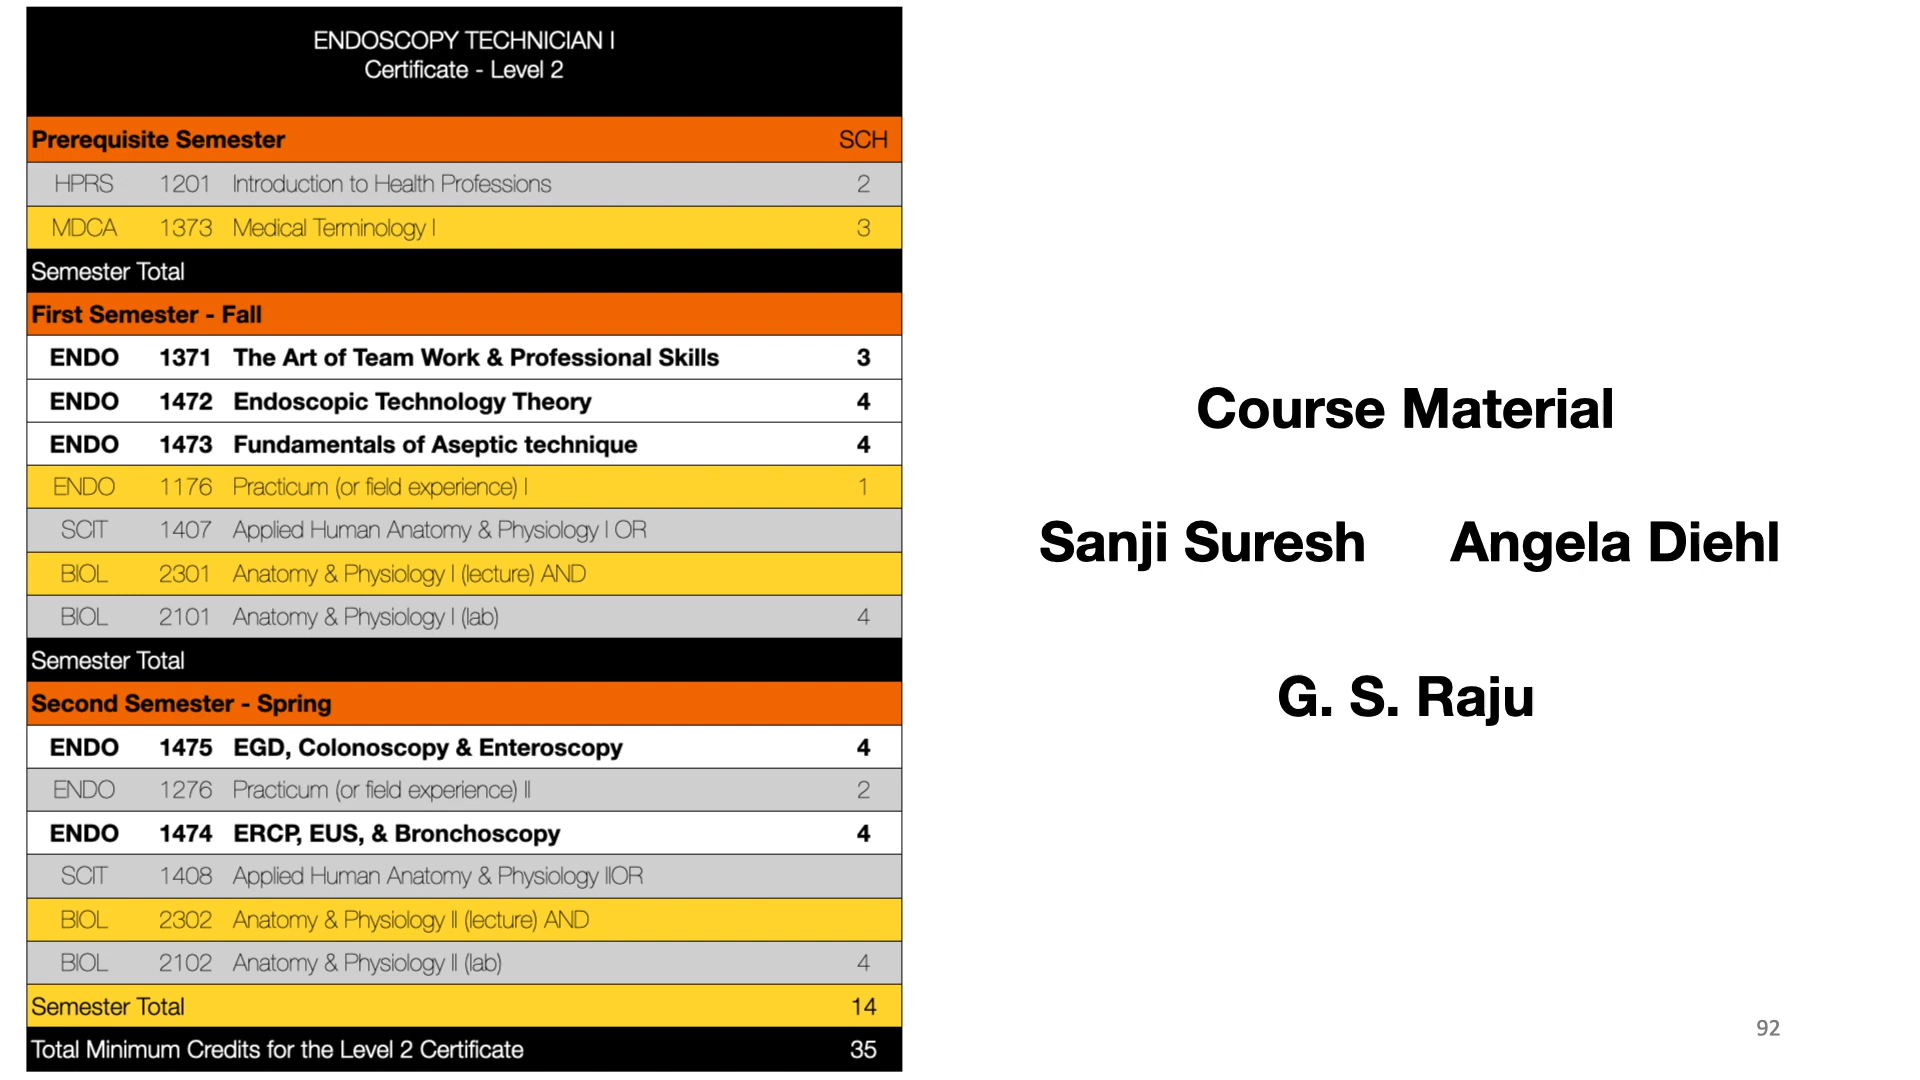 ENDOSCOPY TECHNICIAN I
Certificate - Level 2
Prerequisite Semester SCH
HPRS 1201 Introduction to Health Professions 2
MDCA 1373 Medical Terminology I 3
Semester Total
First Semester - Fall
ENDO 1371 The Art of Team Work & Professional Skills 3
ENDO 1472 Endoscopic Technology Theory 4
ENDO 1473 Fundamentals of Aseptic technique 4
ENDO 1176 Practicum (or field experience) I 1
SCIT 1407 Applied Human Anatomy & Physiology I OR
BIOL 2301 Anatomy & Physiology I (lecture) AND
BIOL 2101 Anatomy & Physiology I (lab) 4
Semester Total
Second Semester - Spring
ENDO 1475 EGD, Colonoscopy & Enteroscopy 4
ENDO 1276 Practicum (or field experience) II 2
ENDO 1474 ERCP, EUS, & Bronchoscopy 4
SCIT 1408 Applied Human Anatomy & Physiology IIOR
BIOL 2302 Anatomy & Physiology II (lecture) AND
BIOL 2102 Anatomy & Physiology II (lab) 4
Semester Total 14
Total Minimum Credits for the Level 2 Certificate 35
Course Material
Sanji Suresh Angela Diehl
G. S. Raju
92